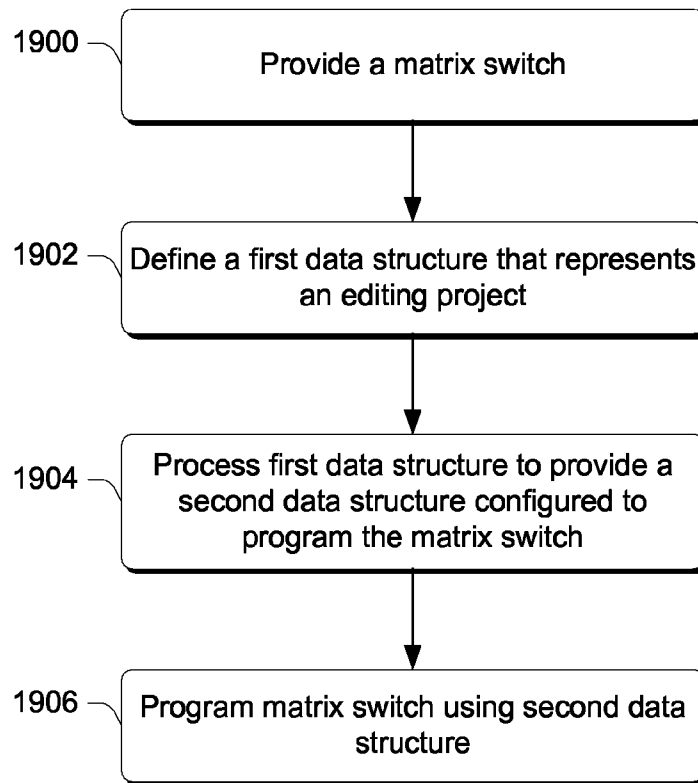 1900
Provide a matrix switch
1902
Define a first data structure that represents
an editing project
1904
Process first data structure to provide a
second data structure configured to
program the matrix switch
1906
Program matrix switch using second data
structure